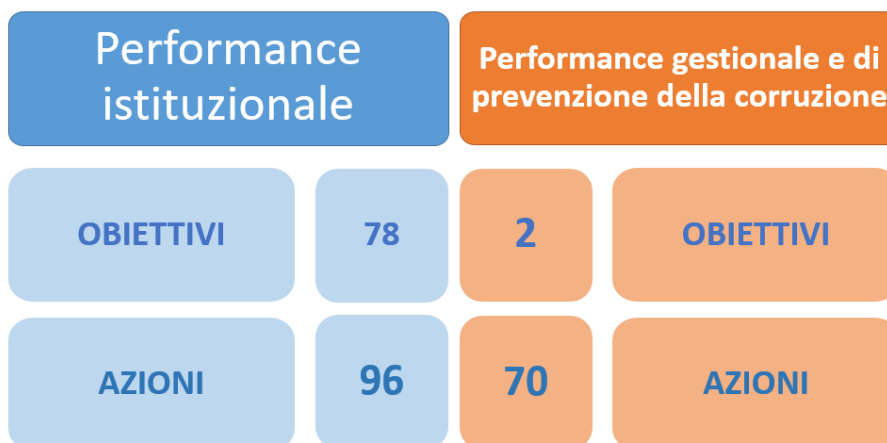 Performance
istituzionale
Performance gestionale e di
prevenzione della corruzione
OBIETTIVI 78 2 OBIETTIVI
AZIONI 96 70 AZIONI